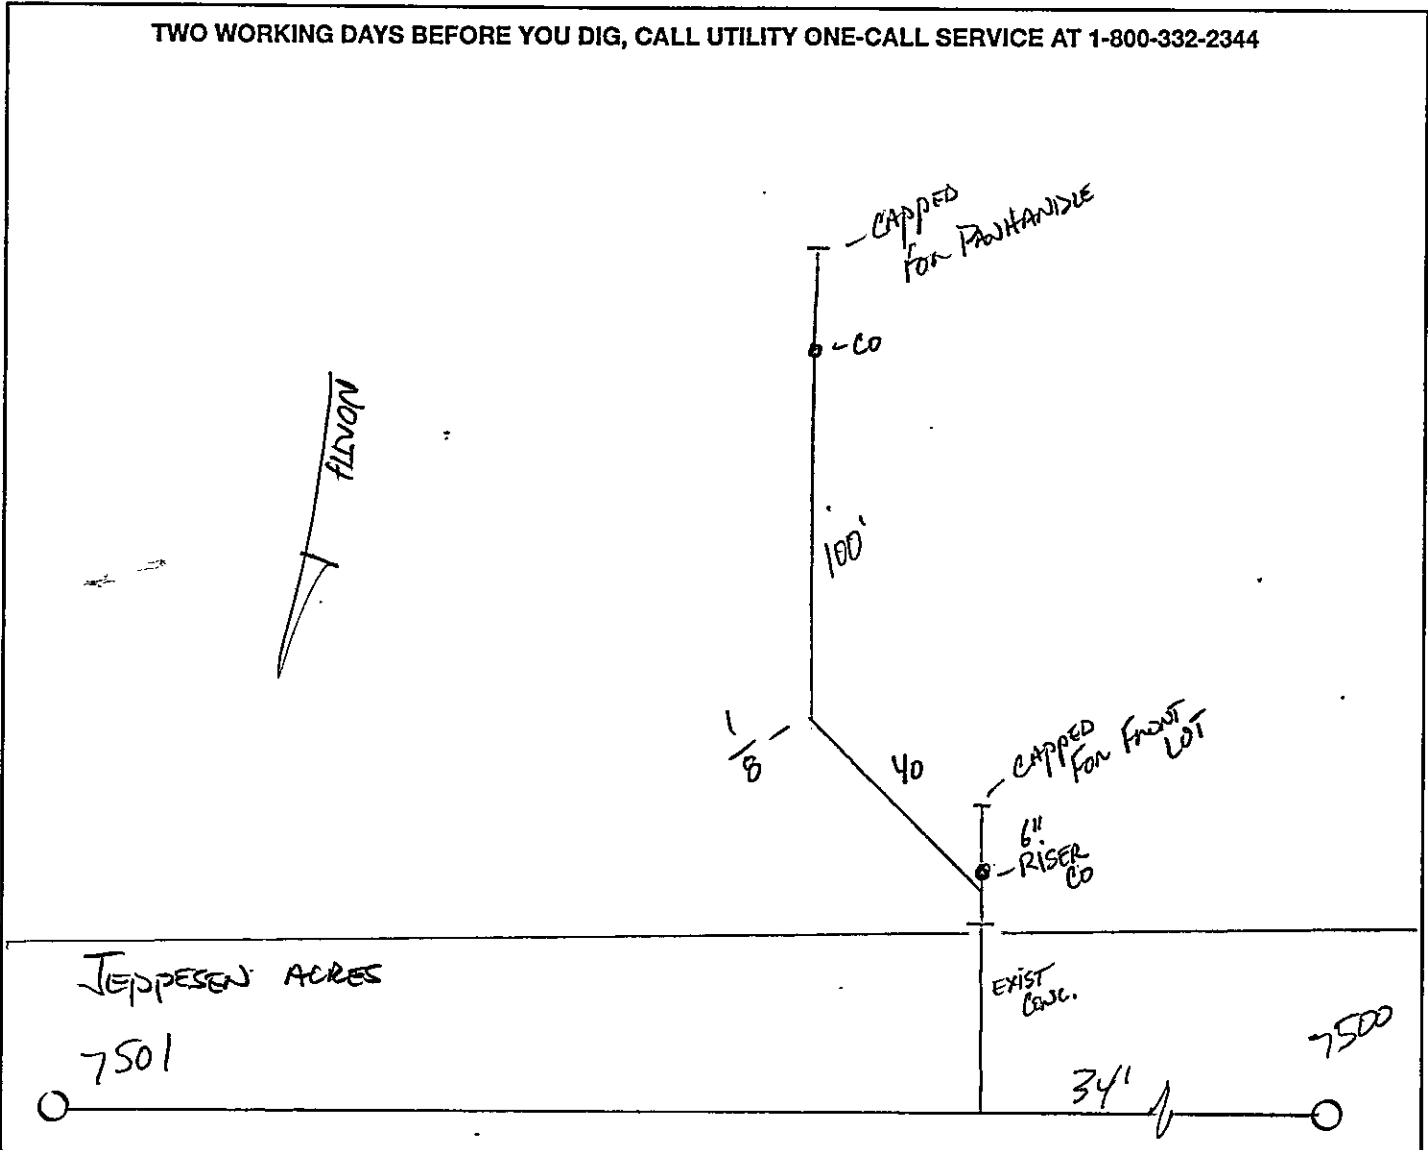 TWO WORKING DAYS BEFORE YOU DIG, CALL UTILITY ONE-CALL SERVICE AT 1-800-332-2344
CAPPED
FOR PANHANDLE
CO
NORTH
100'
1/8
40
CAPPED
FOR FRONT
LOT
6"
RISER
CO
JEPPESEN ACRES
EXIST
CONC.
7501
7500
34'